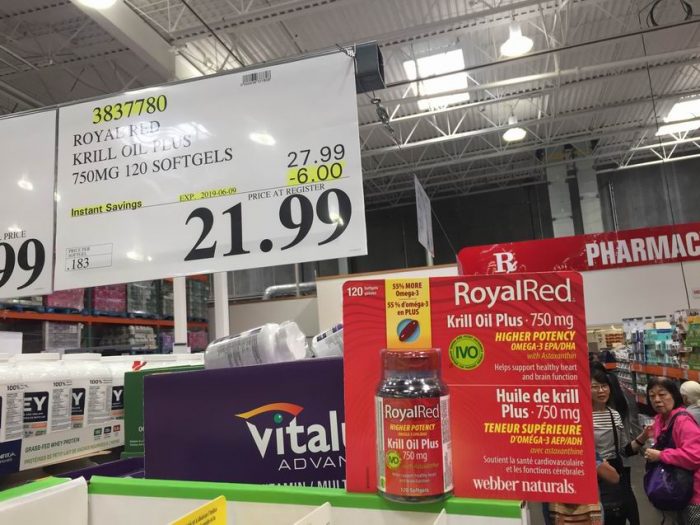 3837780
ROYAL RED
KRILL OIL PLUS
750MG 120 SOFTGELS
27.99
-6.00
Instant Savings
EXP. 2019-06-09
PRICE AT REGISTER
21.99
PRICE PER
SOFTGEL
.183
PRICE
99
PHARMAC
120 Softgels
55% MORE
Omega-3
55 % d'oméga-3
en PLUS
RoyalRed
Krill Oil Plus · 750 mg
HIGHER POTENCY
OMEGA-3 EPA/DHA
with Astaxanthin
Helps support healthy heart
and brain function
IVO
Huile de krill
Plus · 750 mg
TENEUR SUPÉRIEURE
D'OMÉGA-3 AEP/ADH
avec astaxanthine
Soutient la santé cardiovasculaire
et les fonctions cérébrales
webber naturals
RoyalRed
HIGHER POTENCY
Krill Oil Plus
750 mg
IVO
120 Softgels
Vital
ADVAN
MULT
EY
GRASS-FED WHEY PROTEIN